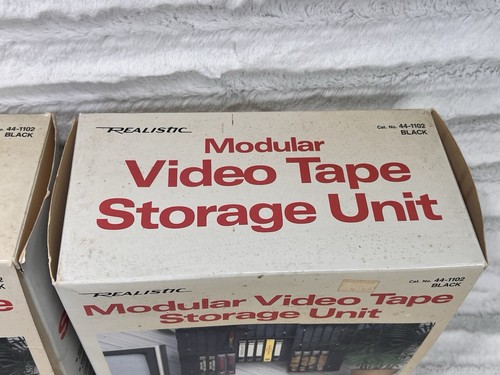 REALISTIC
Cat. No. 44-1102
BLACK
Modular
Video Tape
Storage Unit
REALISTIC
Cat. No. 44-1102
BLACK
Modular Video Tape
Storage Unit
44-1102
BLACK